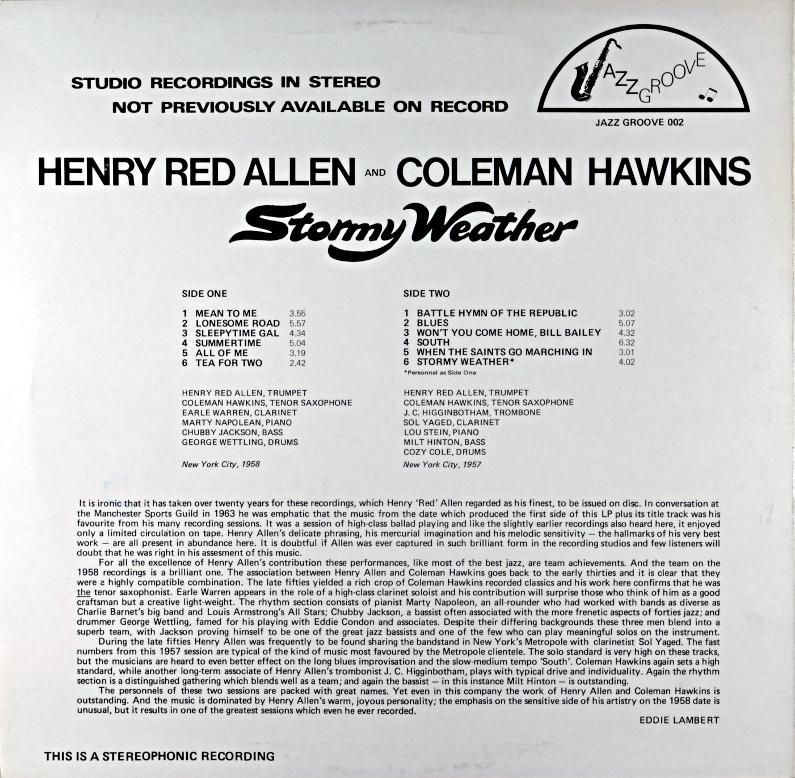 STUDIO RECORDINGS IN STEREO
NOT PREVIOUSLY AVAILABLE ON RECORD
JAZZ GROOVE
JAZZ GROOVE 002
HENRY RED ALLEN AND COLEMAN HAWKINS
Stormy Weather
SIDE ONE
1 MEAN TO ME 3.55
2 LONESOME ROAD 5.57
3 SLEEPYTIME GAL 4.34
4 SUMMERTIME 5.04
5 ALL OF ME 3.19
6 TEA FOR TWO 2.42
HENRY RED ALLEN, TRUMPET
COLEMAN HAWKINS, TENOR SAXOPHONE
EARLE WARREN, CLARINET
MARTY NAPOLEAN, PIANO
CHUBBY JACKSON, BASS
GEORGE WETTLING, DRUMS
New York City, 1958
SIDE TWO
1 BATTLE HYMN OF THE REPUBLIC 3.02
2 BLUES 5.07
3 WON'T YOU COME HOME, BILL BAILEY 4.32
4 SOUTH 6.32
5 WHEN THE SAINTS GO MARCHING IN 3.01
6 STORMY WEATHER* 4.02
*Personnel as Side One
HENRY RED ALLEN, TRUMPET
COLEMAN HAWKINS, TENOR SAXOPHONE
J. C. HIGGINBOTHAM, TROMBONE
SOL YAGED, CLARINET
LOU STEIN, PIANO
MILT HINTON, BASS
COZY COLE, DRUMS
New York City, 1957
It is ironic that it has taken over twenty years for these recordings, which Henry 'Red' Allen regarded as his finest, to be issued on disc. In conversation at
the Manchester Sports Guild in 1963 he was emphatic that the music from the date which produced the first side of this LP plus its title track was his
favourite from his many recording sessions. It was a session of high-class ballad playing and like the slightly earlier recordings also heard here, it enjoyed
only a limited circulation on tape. Henry Allen's delicate phrasing, his mercurial imagination and his melodic sensitivity — the hallmarks of his very best
work — are all present in abundance here. It is doubtful if Allen was ever captured in such brilliant form in the recording studios and few listeners will
doubt that he was right in his assesment of this music.
For all the excellence of Henry Allen's contribution these performances, like most of the best jazz, are team achievements. And the team on the
1958 recordings is a brilliant one. The association between Henry Allen and Coleman Hawkins goes back to the early thirties and it is clear that they
were a highly compatible combination. The late fifties yielded a rich crop of Coleman Hawkins recorded classics and his work here confirms that he was
the tenor saxophonist. Earle Warren appears in the role of a high-class clarinet soloist and his contribution will surprise those who think of him as a good
craftsman but a creative light-weight. The rhythm section consists of pianist Marty Napoleon, an all-rounder who had worked with bands as diverse as
Charlie Barnet's big band and Louis Armstrong's All Stars; Chubby Jackson, a bassist often associated with the more frenetic aspects of forties jazz; and
drummer George Wettling, famed for his playing with Eddie Condon and associates. Despite their differing backgrounds these three men blend into a
superb team, with Jackson proving himself to be one of the great jazz bassists and one of the few who can play meaningful solos on the instrument.
During the late fifties Henry Allen was frequently to be found sharing the bandstand in New York's Metropole with clarinetist Sol Yaged. The fast
numbers from this 1957 session are typical of the kind of music most favoured by the Metropole clientele. The solo standard is very high on these tracks,
but the musicians are heard to even better effect on the long blues improvisation and the slow-medium tempo 'South'. Coleman Hawkins again sets a high
standard, while another long-term associate of Henry Allen's trombonist J. C. Higginbotham, plays with typical drive and individuality. Again the rhythm
section is a distinguished gathering which blends well as a team; and again the bassist — in this instance Milt Hinton — is outstanding.
The personnels of these two sessions are packed with great names. Yet even in this company the work of Henry Allen and Coleman Hawkins is
outstanding. And the music is dominated by Henry Allen's warm, joyous personality; the emphasis on the sensitive side of his artistry on the 1958 date is
unusual, but it results in one of the greatest sessions which even he ever recorded.
EDDIE LAMBERT
THIS IS A STEREOPHONIC RECORDING